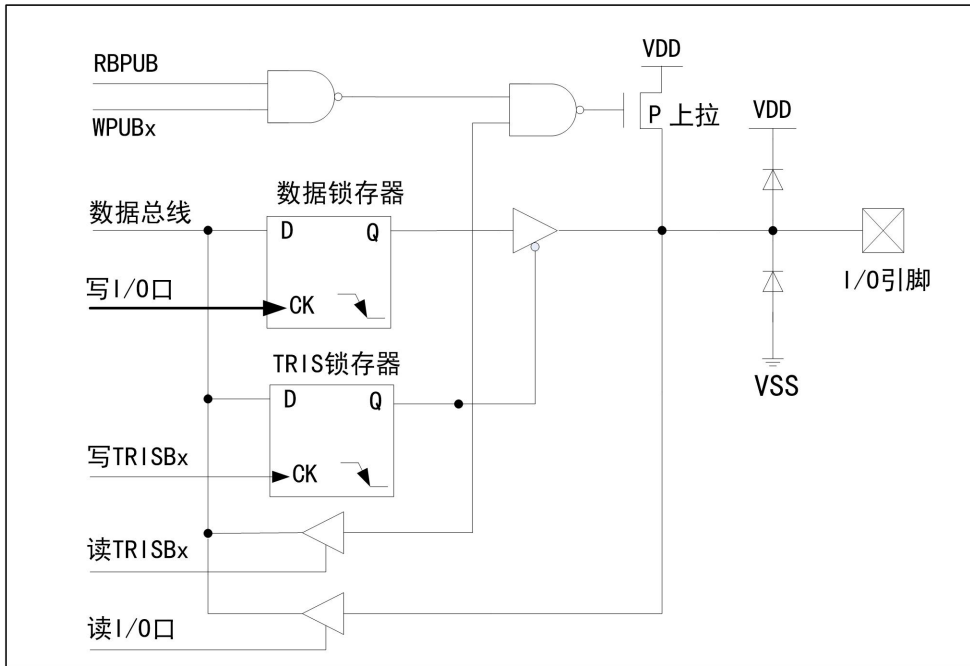 RBPUB
WPUBx
VDD
P 上拉
VDD
数据总线
数据锁存器
D Q
写I/O口
CK
I/O引脚
TRIS锁存器
VSS
D Q
写TRISBx
CK
读TRISBx
读I/O口